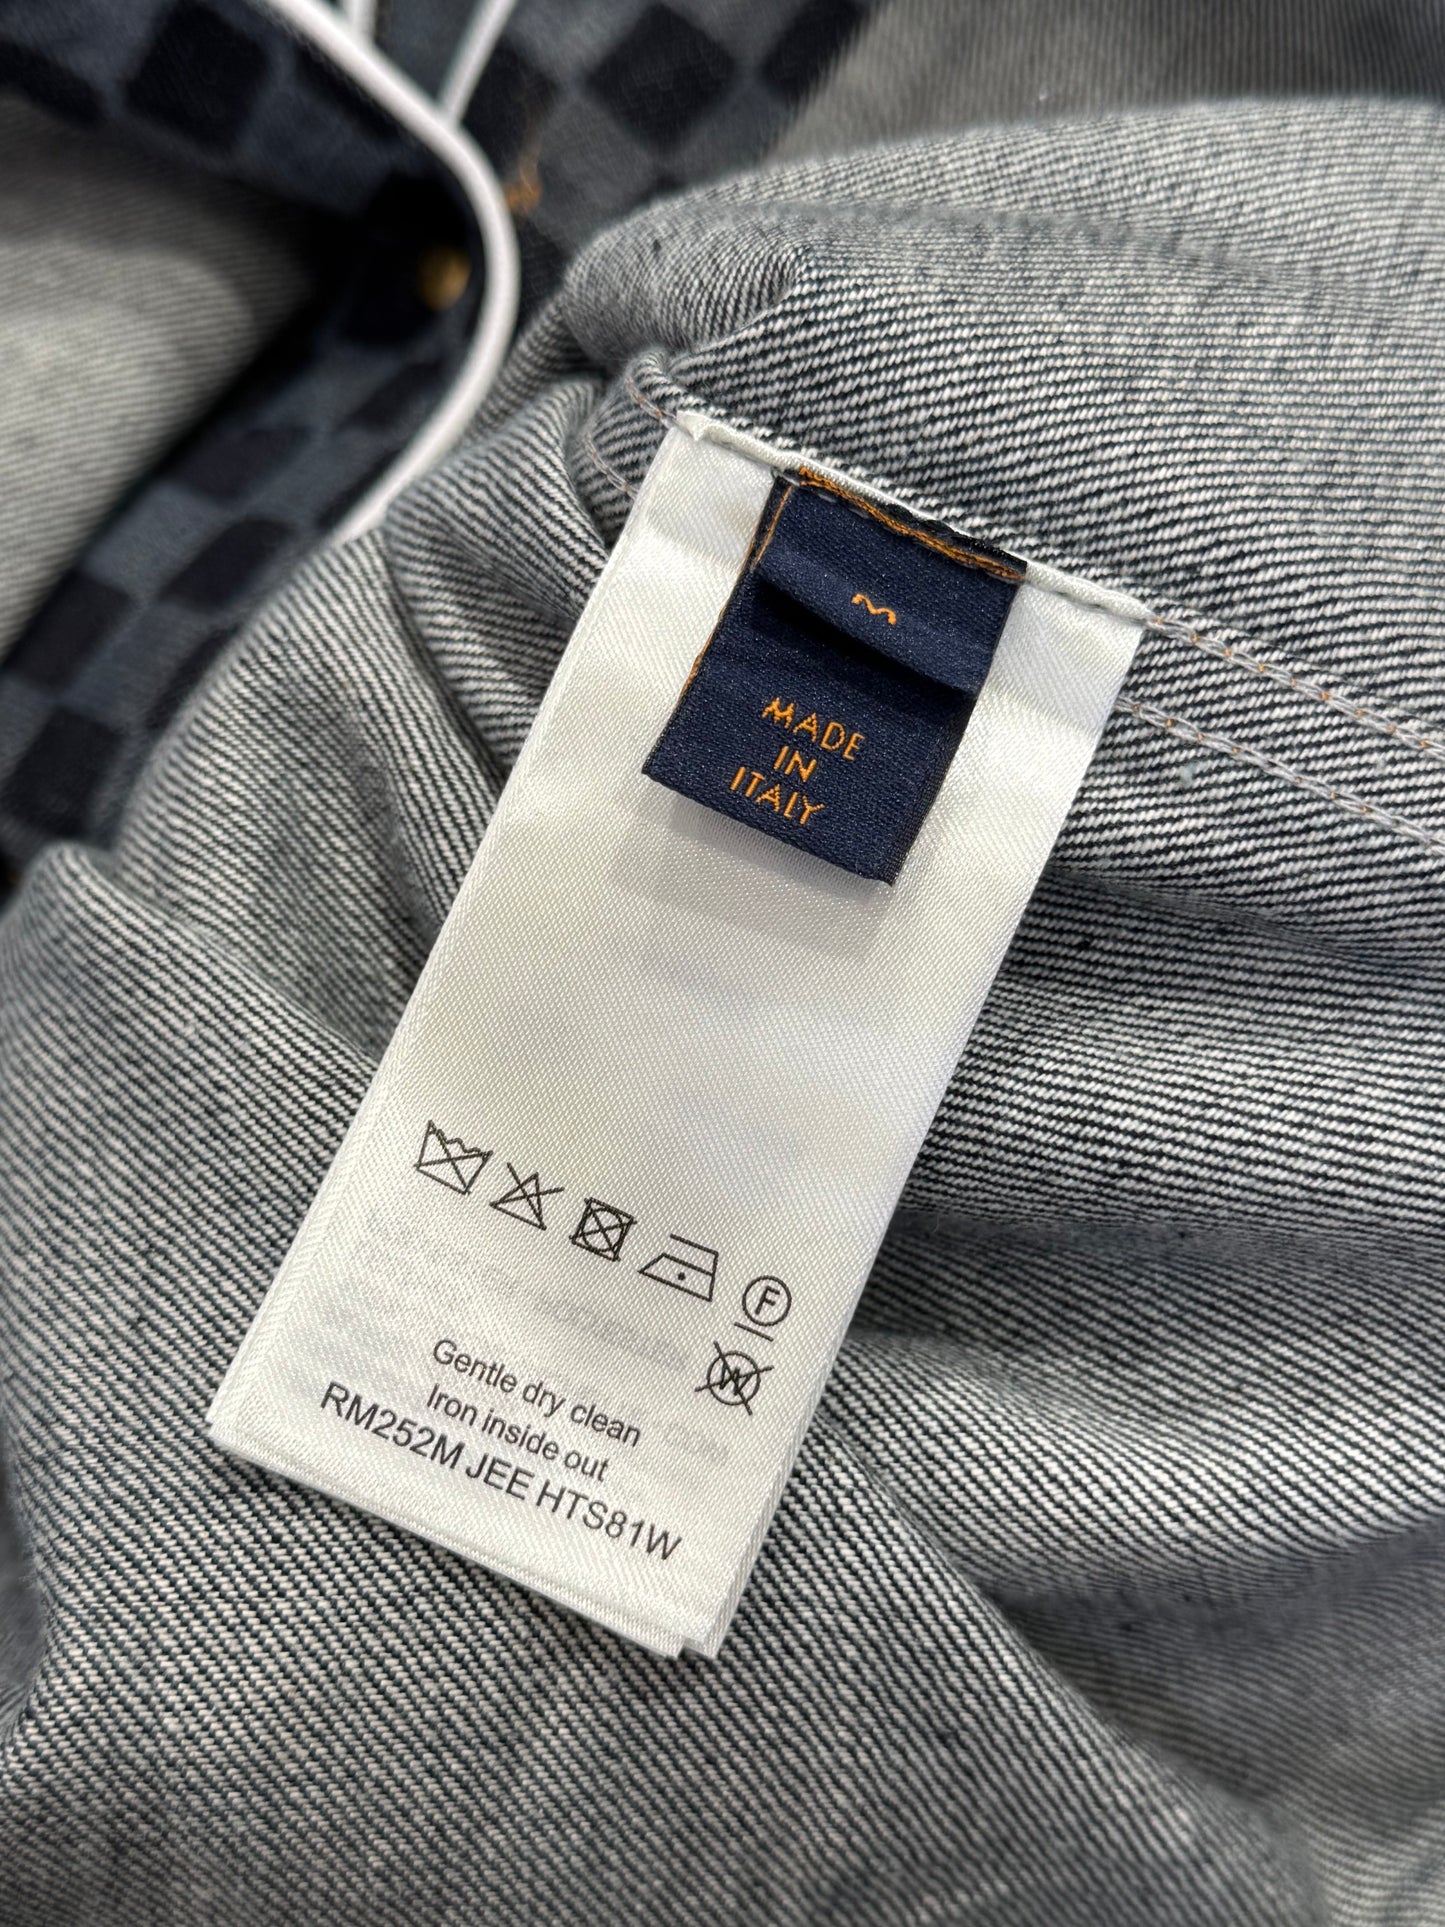 M
MADE
IN
ITALY
F
W
Gentle dry clean
Iron inside out
RM252M JEE HTS81W